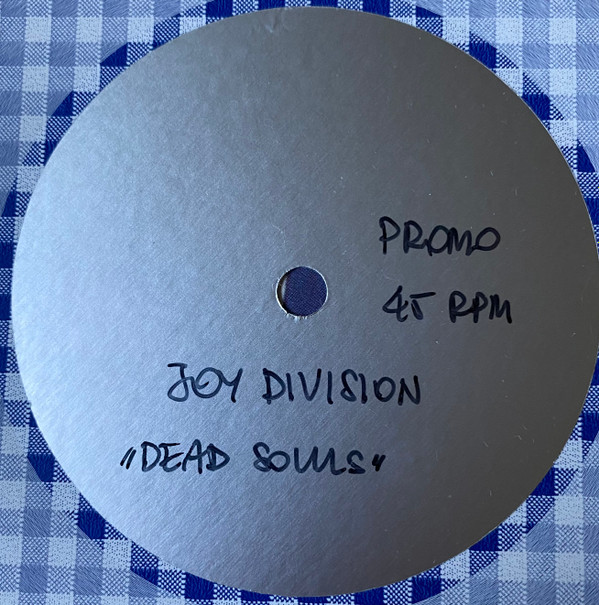 PROMO
45 RPM
JOY DIVISION
"DEAD SOULS"